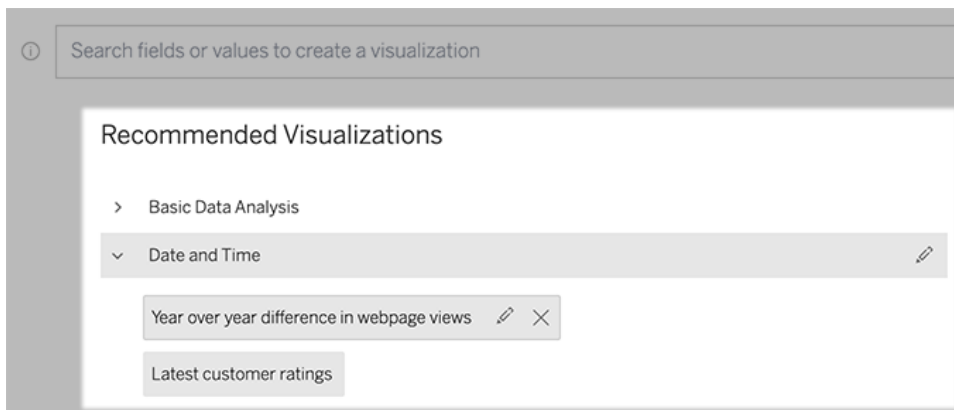 Search fields or values to create a visualization
Recommended Visualizations
Basic Data Analysis
Date and Time
Year over year difference in webpage views
Latest customer ratings